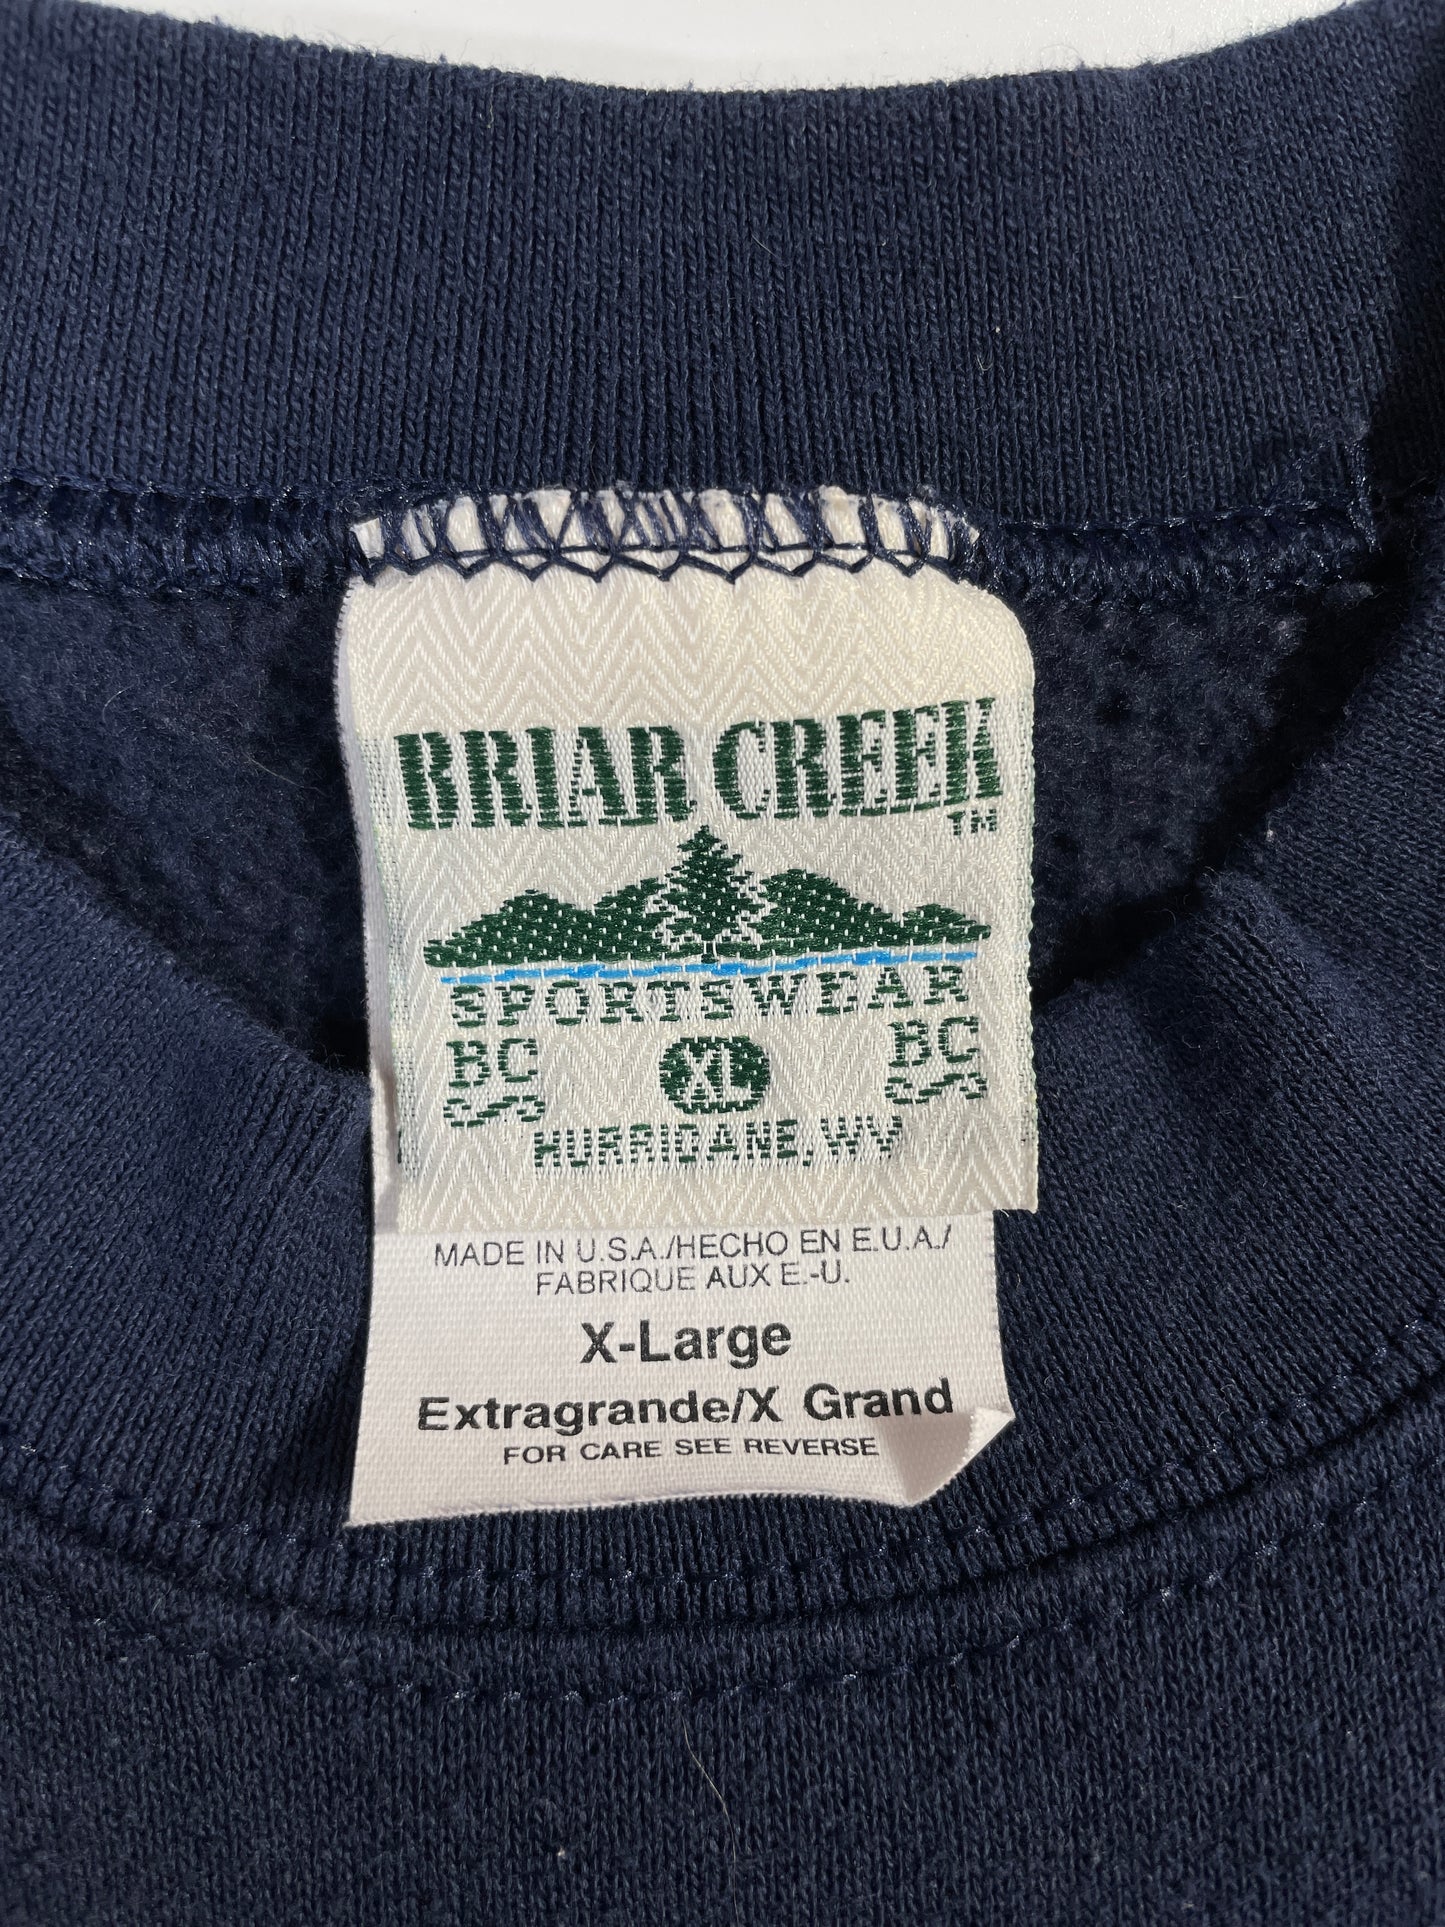 BRIAR CREEK
TM
SPORTSWEAR
BC XL BC
HURRICANE, WV
MADE IN U.S.A./HECHO EN E.U.A./
FABRIQUE AUX E.-U.
X-Large
Extragrande/X Grand
FOR CARE SEE REVERSE